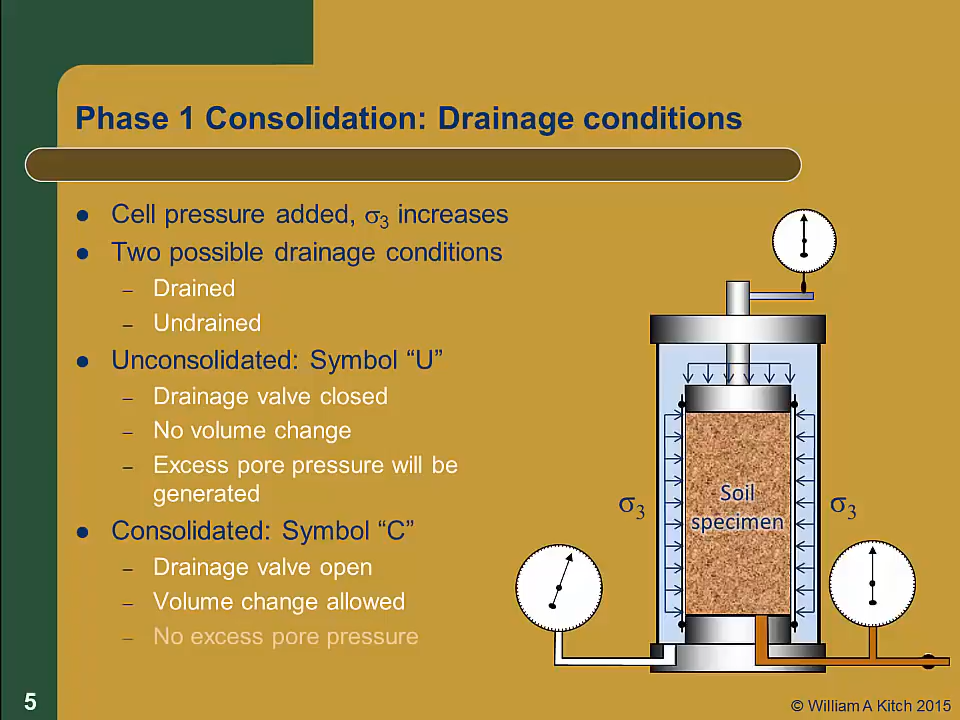 Phase 1 Consolidation: Drainage conditions
Cell pressure added, σ3 increases
Two possible drainage conditions
– Drained
– Undrained
Unconsolidated: Symbol “U”
– Drainage valve closed
– No volume change
– Excess pore pressure will be
generated
Consolidated: Symbol “C”
– Drainage valve open
– Volume change allowed
– No excess pore pressure
σ3
Soil
specimen
σ3
5
© William A Kitch 2015